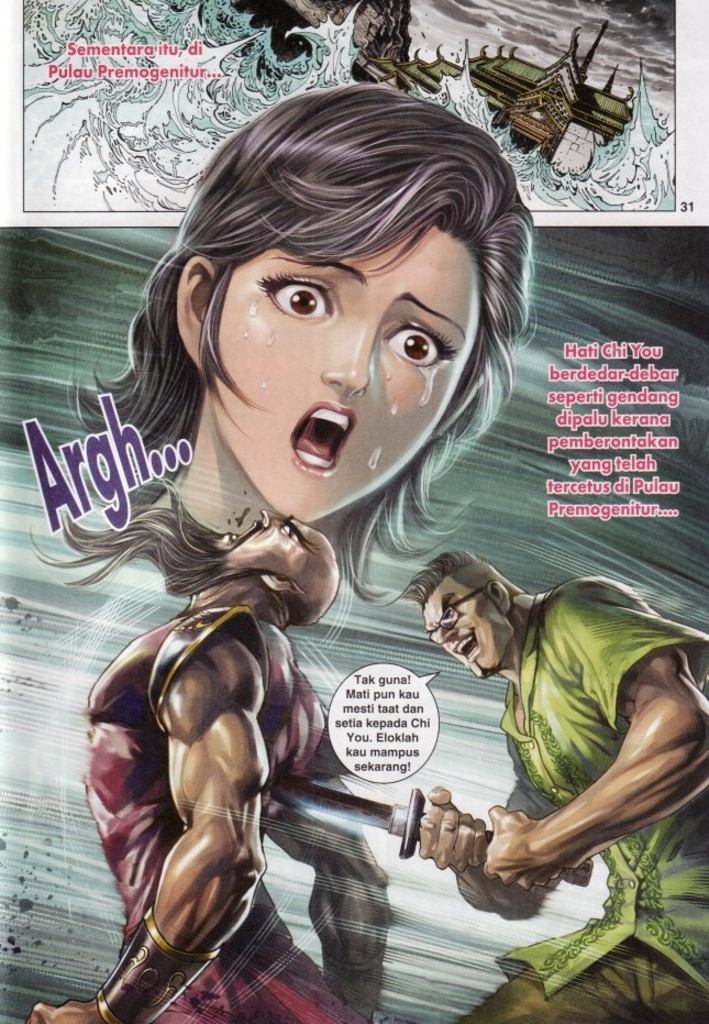 Sementara itu, di
Pulau Premogenitur...
31
Hati Chi You
berdedar-debar
seperti gendang
dipalu kerana
pemberontakan
yang telah
tercetus di Pulau
Premogenitur....
Argh...
Tak guna!
Mati pun kau
mesti taat dan
setia kepada Chi
You. Eloklah
kau mampus
sekarang!